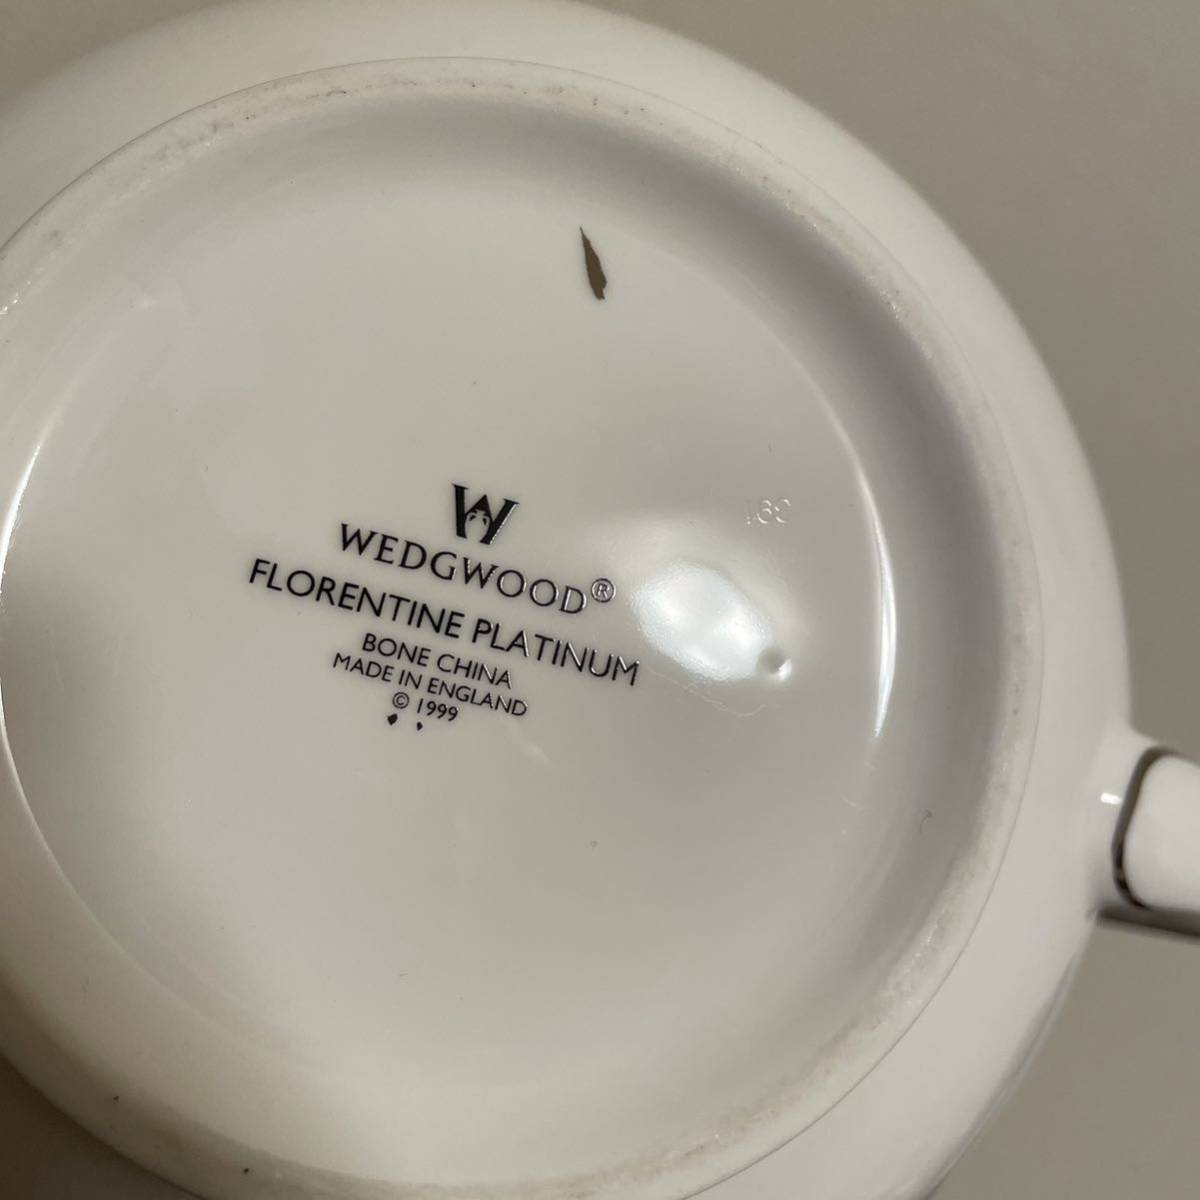 W
WEDGWOOD®
FLORENTINE PLATINUM
BONE CHINA
MADE IN ENGLAND
© 1999